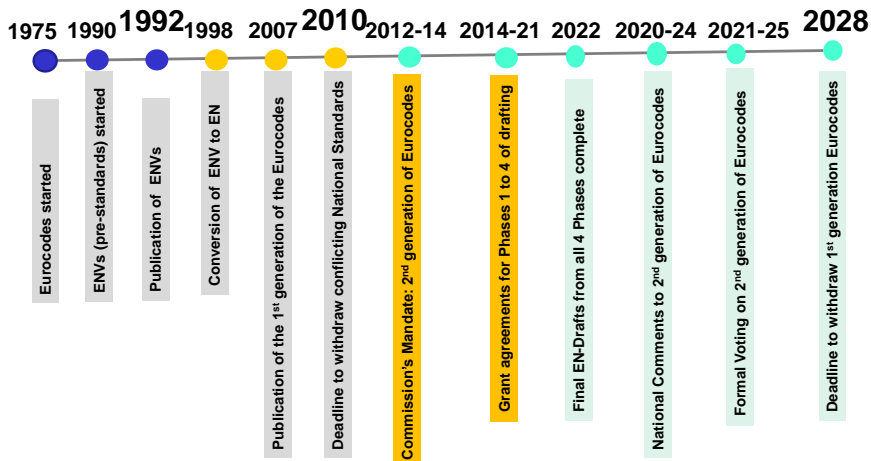 1975
1990
1992
1998
2007
2010
2012-14
2014-21
2022
2020-24
2021-25
2028
Eurocodes started
ENVs (pre-standards) started
Publication of ENVs
Conversion of ENV to EN
Publication of the 1st generation of the Eurocodes
Deadline to withdraw conflicting National Standards
Commission's Mandate: 2nd generation of Eurocodes
Grant agreements for Phases 1 to 4 of drafting
Final EN-Drafts from all 4 Phases complete
National Comments to 2nd generation of Eurocodes
Formal Voting on 2nd generation of Eurocodes
Deadline to withdraw 1st generation Eurocodes